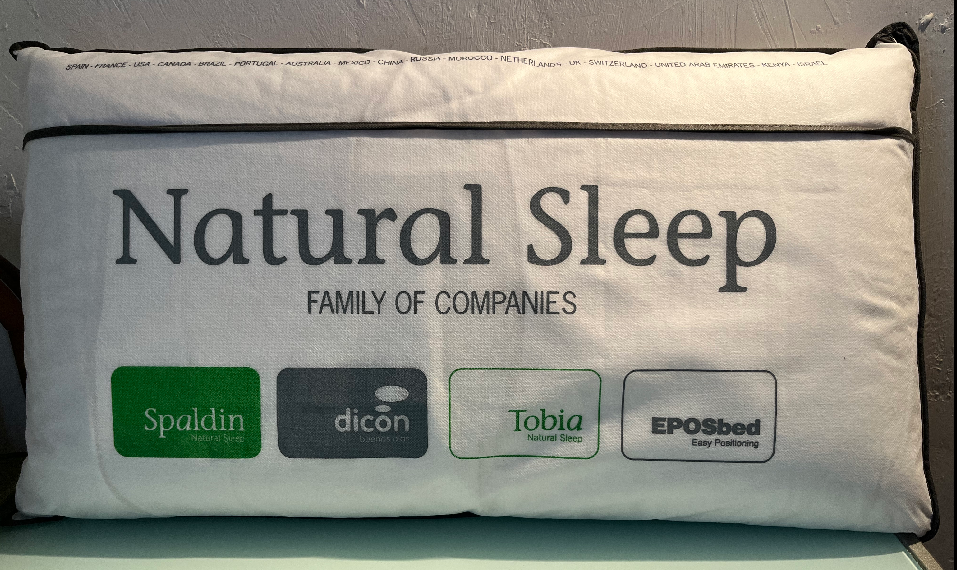 SPAIN - FRANCE - USA - CANADA - BRAZIL - PORTUGAL - AUSTRALIA - MEXICO - CHINA - RUSSIA - MOROCCO - NETHERLANDS - UK - SWITZERLAND - UNITED ARAB EMIRATES - KENYA - ISRAEL
Natural Sleep
FAMILY OF COMPANIES
Spaldin
Natural Sleep
dicon
Tobia
Natural Sleep
EPOSbed
Easy Positioning